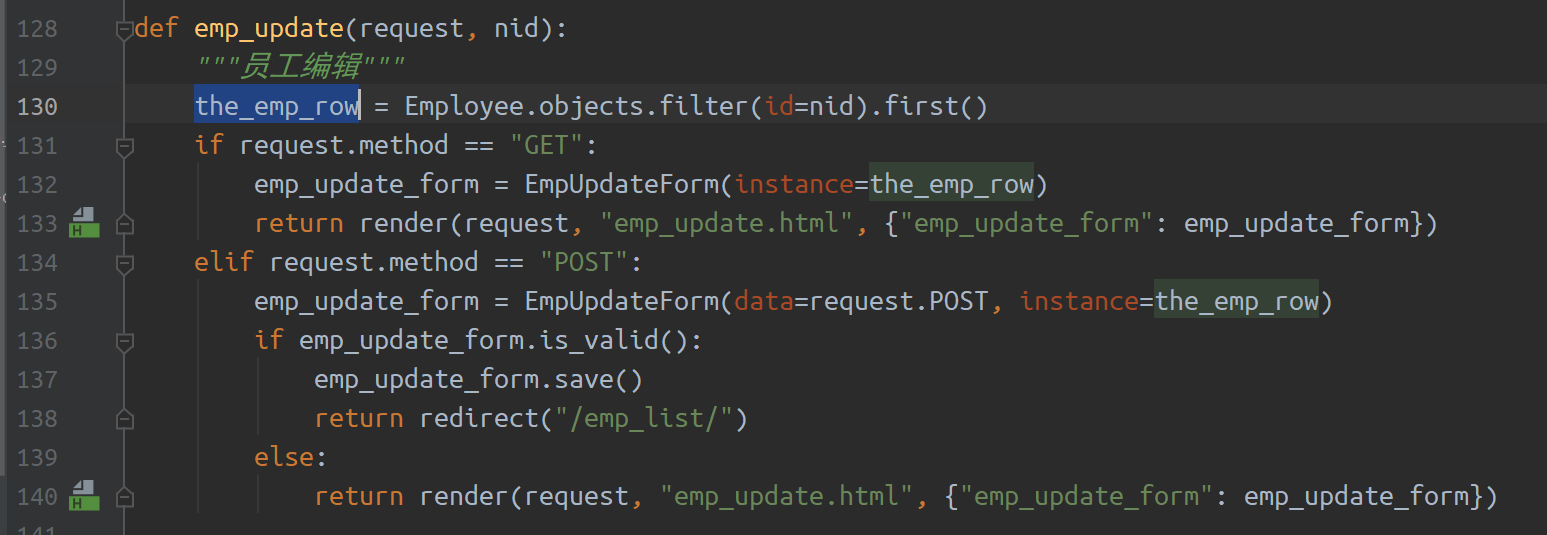 128 def emp_update(request, nid):
129     """员工编辑"""
130     the_emp_row = Employee.objects.filter(id=nid).first()
131     if request.method == "GET":
132         emp_update_form = EmpUpdateForm(instance=the_emp_row)
133 H         return render(request, "emp_update.html", {"emp_update_form": emp_update_form})
134     elif request.method == "POST":
135         emp_update_form = EmpUpdateForm(data=request.POST, instance=the_emp_row)
136         if emp_update_form.is_valid():
137             emp_update_form.save()
138             return redirect("/emp_list/")
139         else:
140 H             return render(request, "emp_update.html", {"emp_update_form": emp_update_form})
141